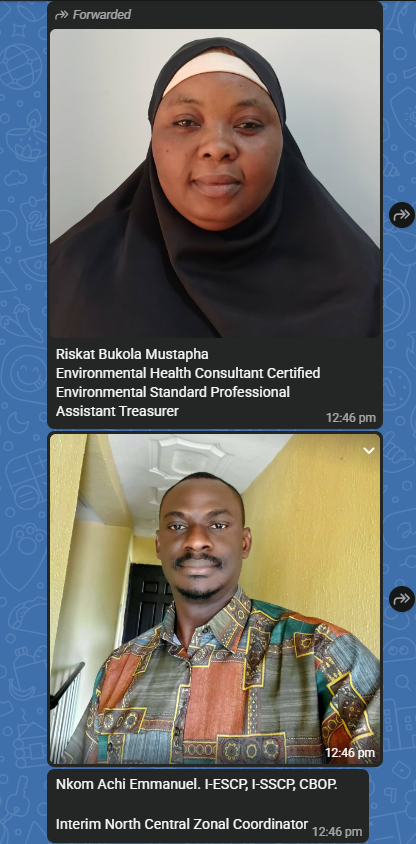 Forwarded
Riskat Bukola Mustapha
Environmental Health Consultant Certified
Environmental Standard Professional
Assistant Treasurer
12:46 pm
12:46 pm
Nkom Achi Emmanuel. I-ESCP, I-SSCP, CBOP.
Interim North Central Zonal Coordinator
12:46 pm